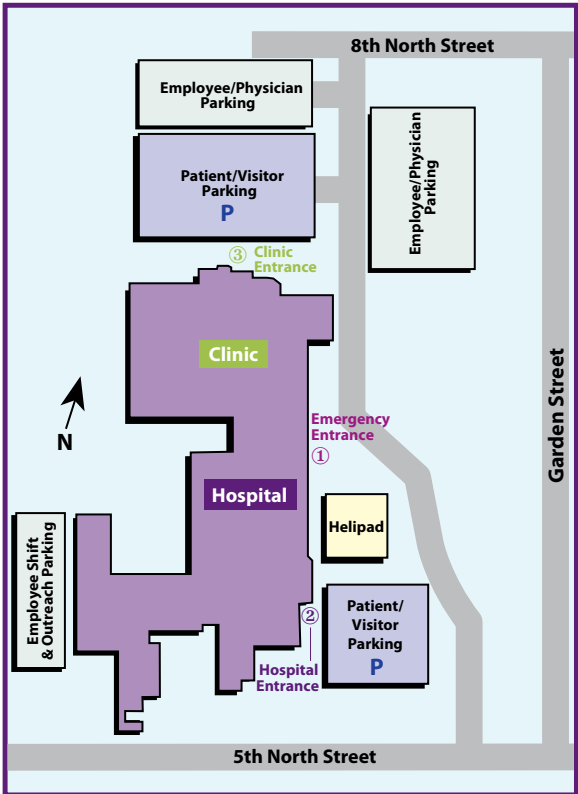 8th North Street
Employee/Physician
Parking
Employee/Physician
Parking
Patient/Visitor
Parking
P
③ Clinic
Entrance
Clinic
Garden Street
N
Emergency
Entrance
①
Hospital
Helipad
Employee Shift
& Outreach Parking
②
Hospital
Entrance
Patient/
Visitor
Parking
P
5th North Street